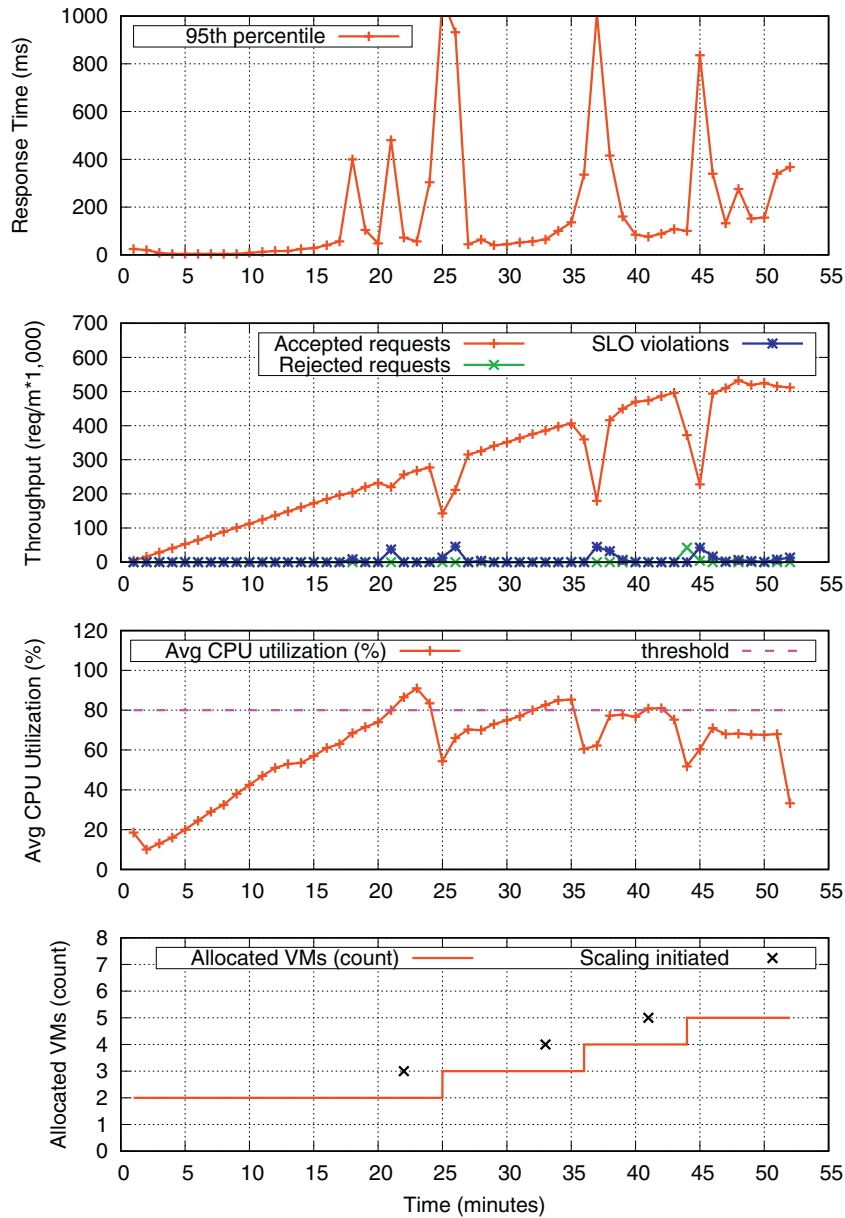 1000
95th percentile
800
600
400
200
0
Response Time (ms)
0 5 10 15 20 25 30 35 40 45 50 55
700
Accepted requests SLO violations
Rejected requests
600
500
400
300
200
100
0
Throughput (req/m*1,000)
0 5 10 15 20 25 30 35 40 45 50 55
120
Avg CPU utilization (%) threshold
100
80
60
40
20
0
Avg CPU Utilization (%)
0 5 10 15 20 25 30 35 40 45 50 55
8
Allocated VMs (count) Scaling initiated
7
6
5
4
3
2
1
0
Allocated VMs (count)
0 5 10 15 20 25 30 35 40 45 50 55
Time (minutes)